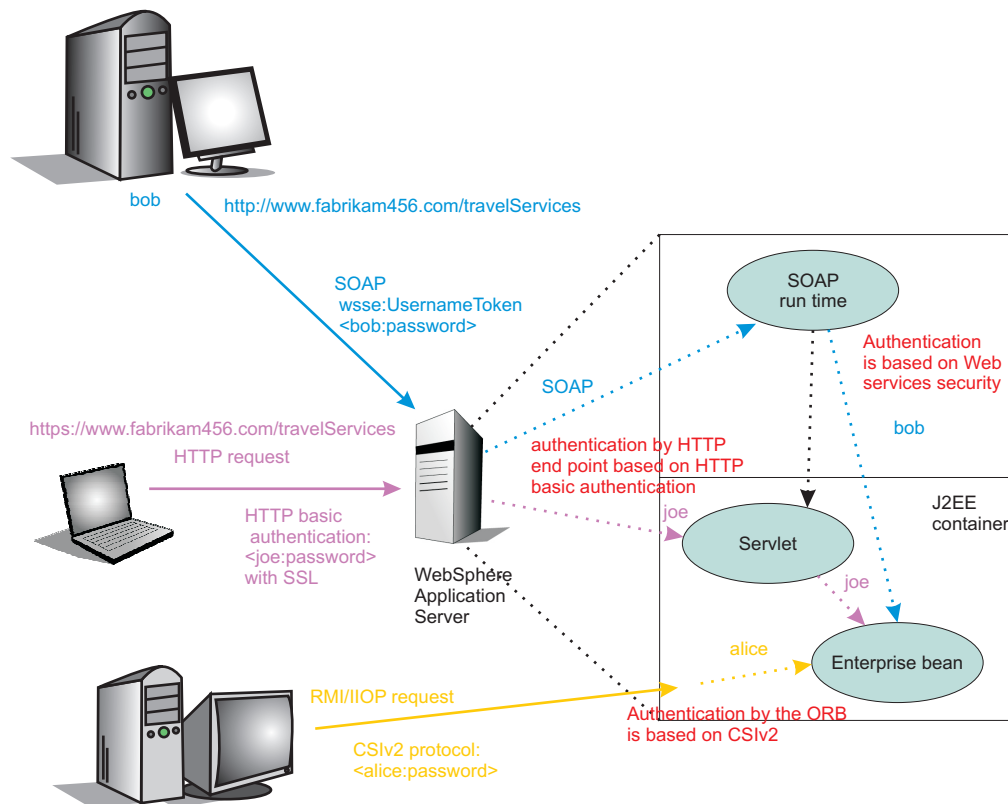 bob
http://www.fabrikam456.com/travelServices
SOAP
wsse:UsernameToken
<bob:password>
SOAP
run time
Authentication
is based on Web
services security
SOAP
bob
https://www.fabrikam456.com/travelServices
HTTP request
authentication by HTTP
end point based on HTTP
basic authentication
J2EE
container
joe
HTTP basic
authentication:
<joe:password>
with SSL
Servlet
WebSphere
Application
Server
joe
alice
Enterprise bean
RMI/IIOP request
Authentication by the ORB
is based on CSIv2
CSIv2 protocol:
<alice:password>